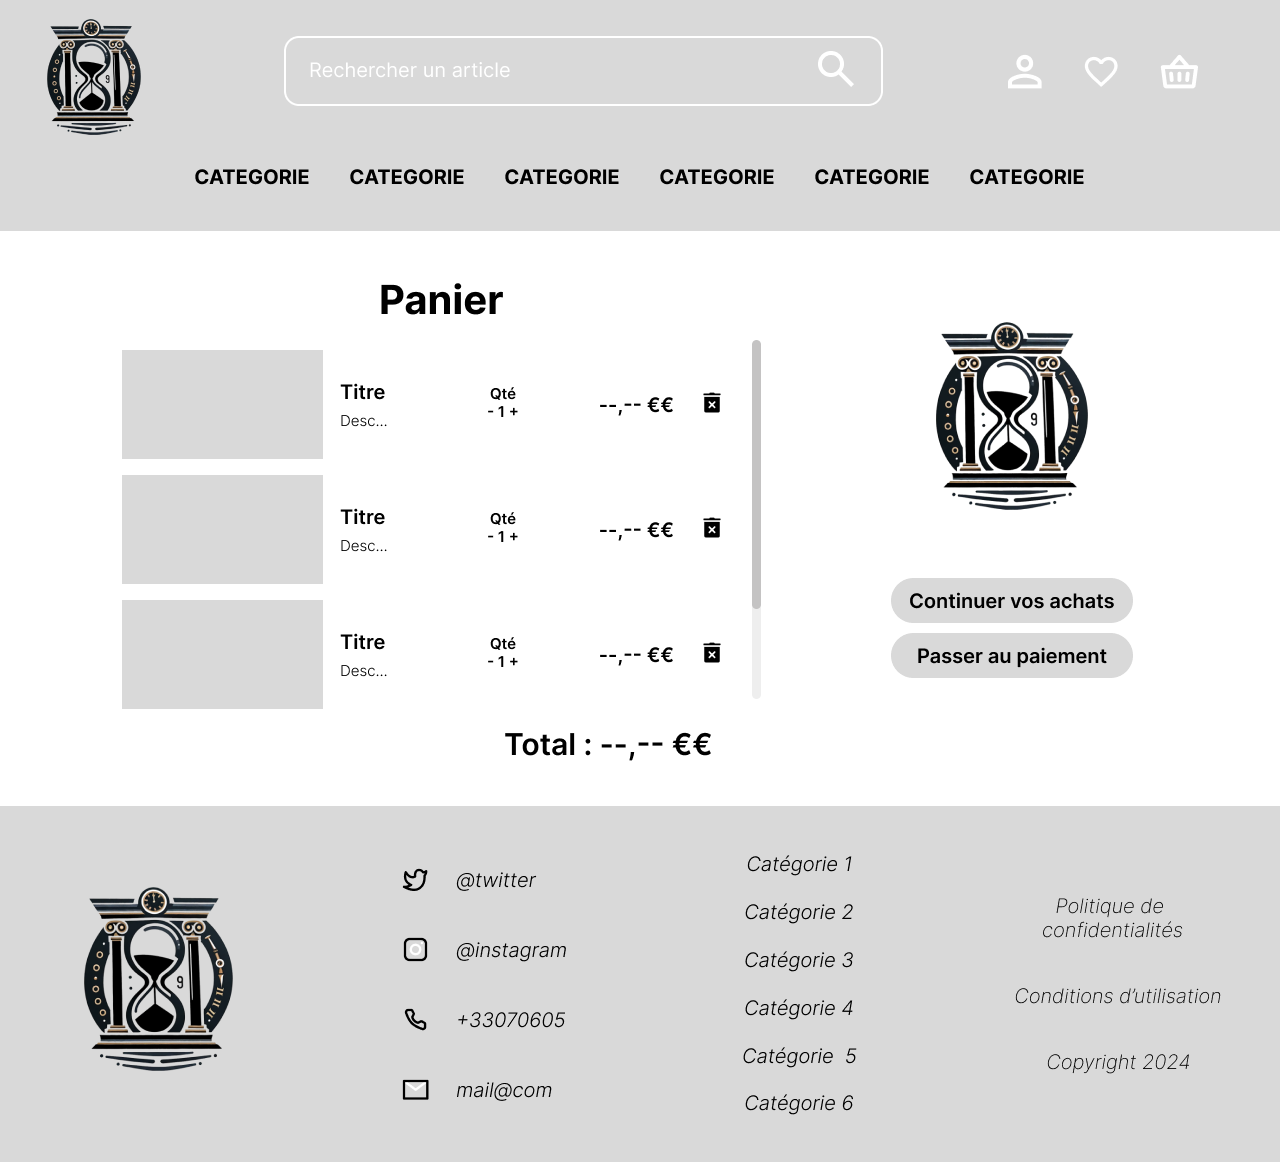 Rechercher un article
CATEGORIE CATEGORIE CATEGORIE CATEGORIE CATEGORIE CATEGORIE
Panier
Titre
Desc...
Qté
- 1 +
--,-- €€
Titre
Desc...
Qté
- 1 +
--,-- €€
Titre
Desc...
Qté
- 1 +
--,-- €€
Total : --,-- €€
9
Continuer vos achats
Passer au paiement
9
@twitter
@instagram
+33070605
mail@com
Catégorie 1
Catégorie 2
Catégorie 3
Catégorie 4
Catégorie  5
Catégorie 6
Politique de
confidentialités
Conditions d’utilisation
Copyright 2024